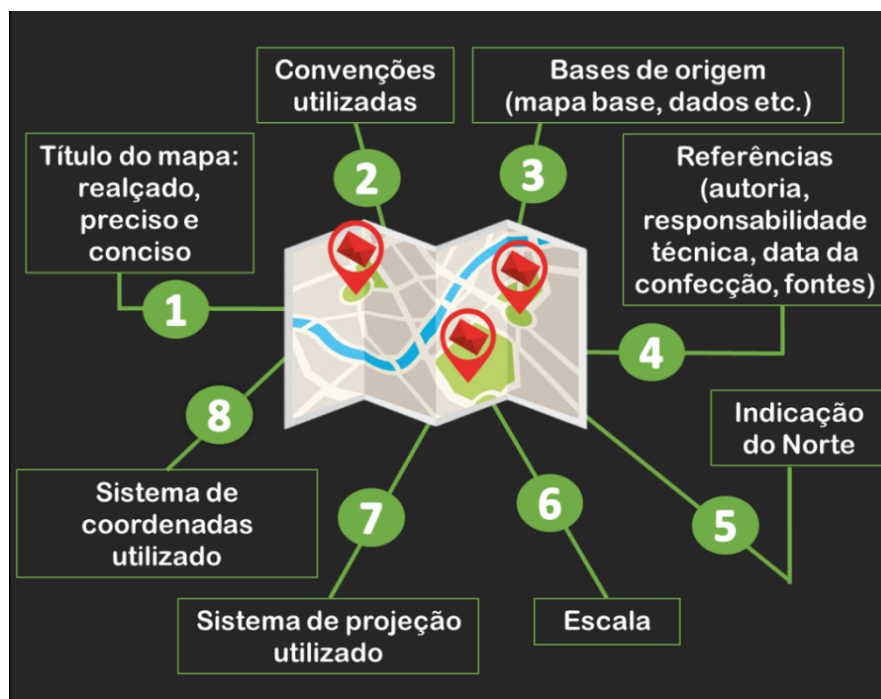 Título do mapa:
realçado,
preciso e
conciso
1
Convenções
utilizadas
2
Bases de origem
(mapa base, dados etc.)
3
Referências
(autoria,
responsabilidade
técnica, data da
confecção, fontes)
4
Indicação
do Norte
5
Escala
6
Sistema de projeção
utilizado
7
Sistema de
coordenadas
utilizado
8